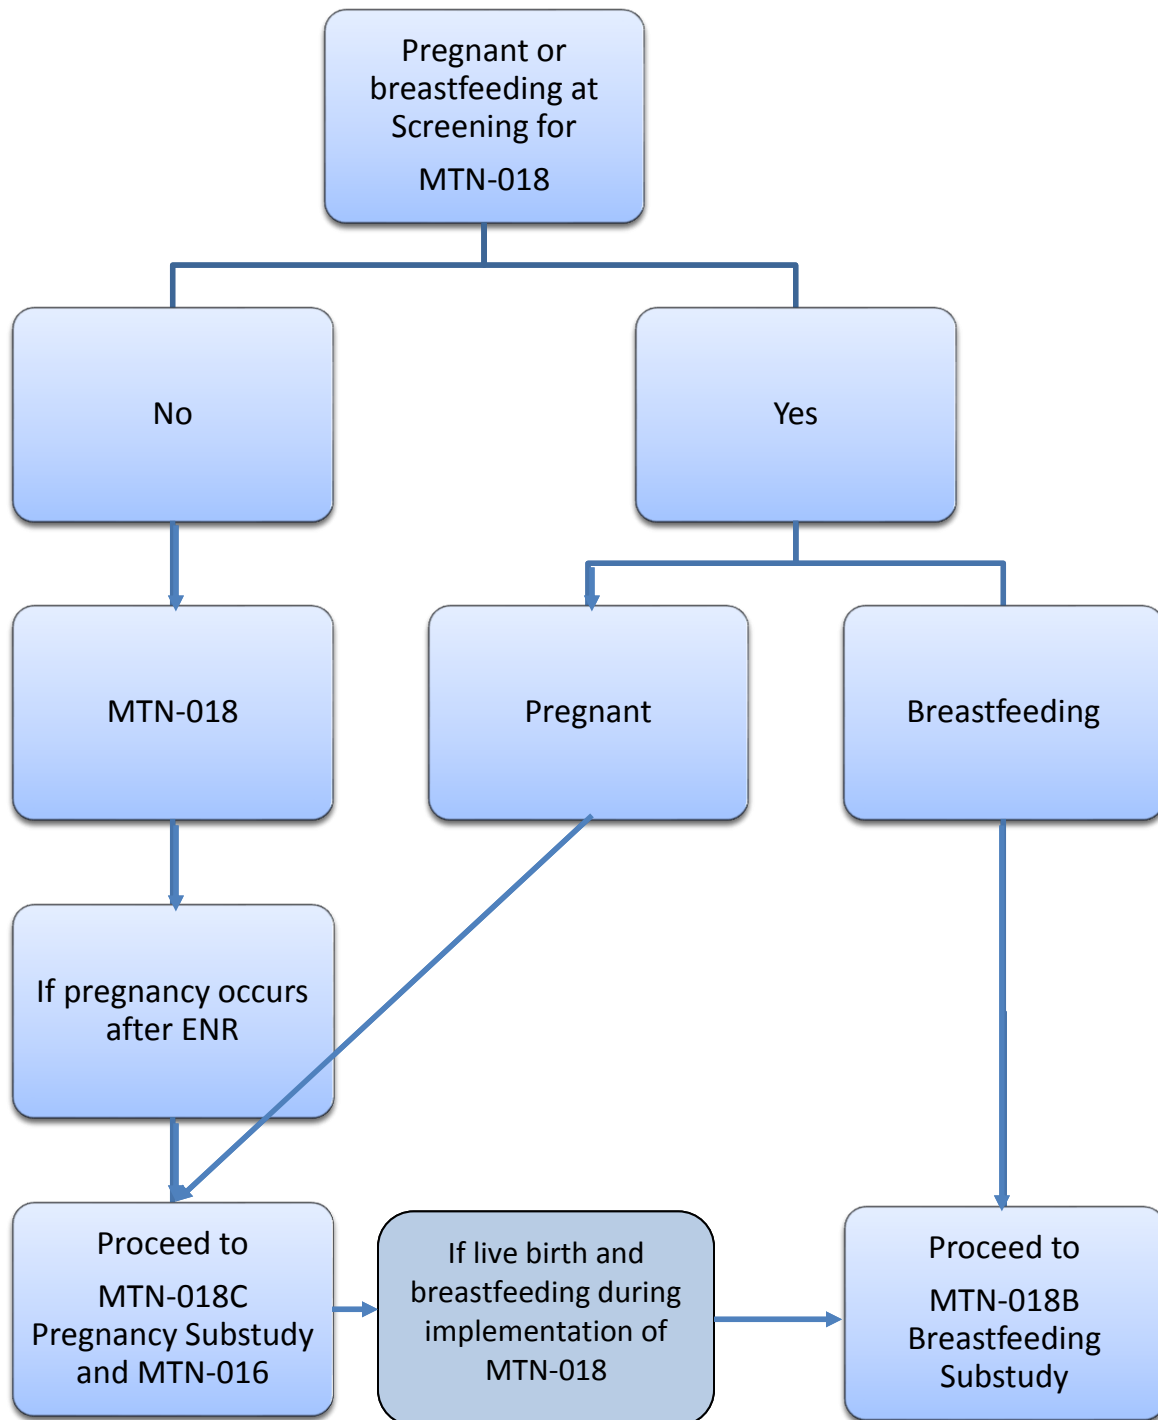 Pregnant or
breastfeeding at
Screening for
MTN-018
No
Yes
MTN-018
Pregnant
Breastfeeding
If pregnancy occurs
after ENR
Proceed to
MTN-018C
Pregnancy Substudy
and MTN-016
If live birth and
breastfeeding during
implementation of
MTN-018
Proceed to
MTN-018B
Breastfeeding
Substudy